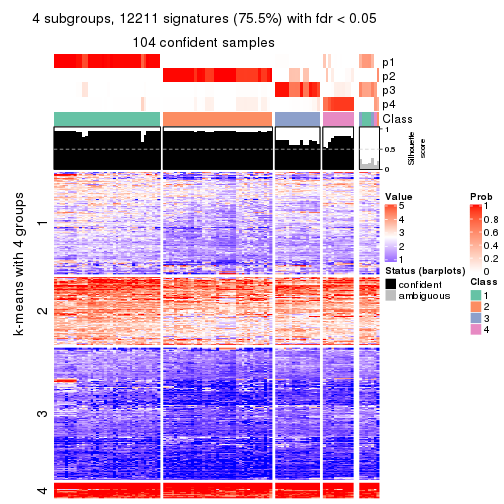 4 subgroups, 12211 signatures (75.5%) with fdr < 0.05
104 confident samples
p1
p2
p3
p4
Class
1
0.5
0
Silhouette
score
k-means with 4 groups
1
2
3
4
Value
5
4
3
2
1
Status (barplots)
confident
ambiguous
Prob
1
0.8
0.6
0.4
0.2
0
Class
1
2
3
4